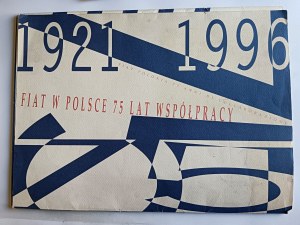 1921 1996
FIAT W POLSCE 75 LAT WSPÓŁPRACY